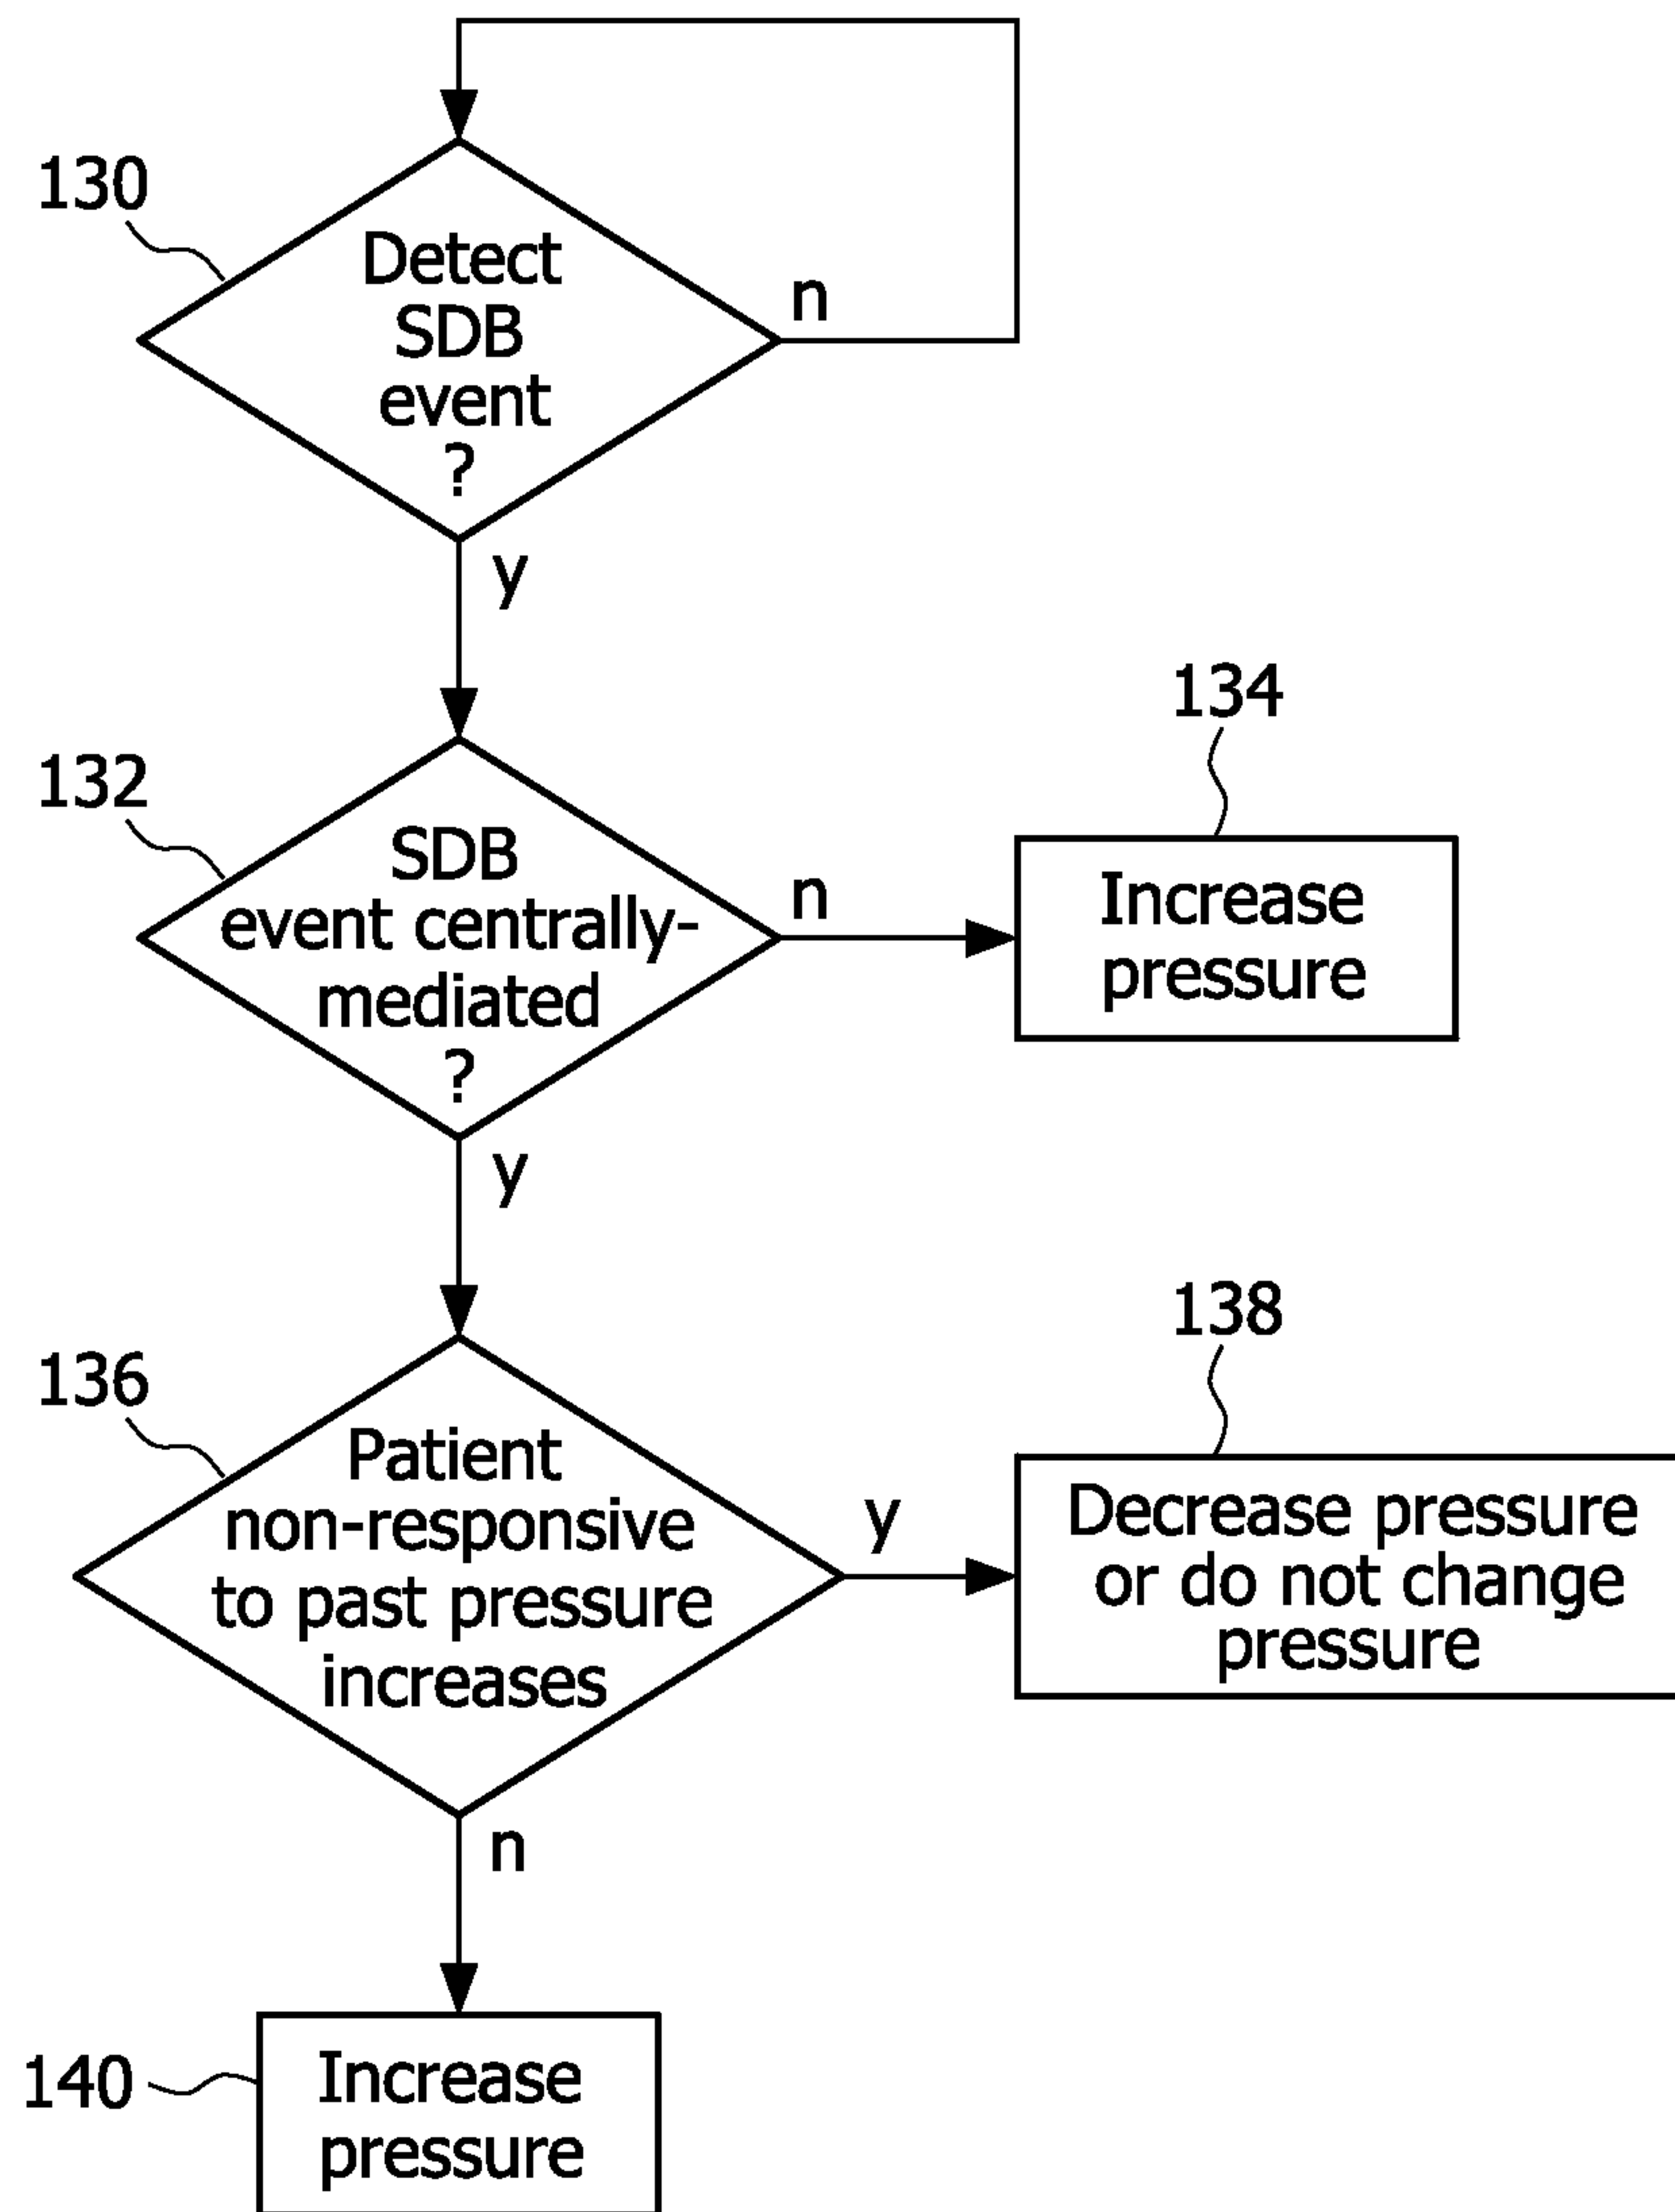 130
Detect
SDB
event
?
n
y
134
132
SDB
event centrally-
mediated
?
n
Increase
pressure
y
138
136
Patient
non-responsive
to past pressure
increases
y
Decrease pressure
or do not change
pressure
n
140
Increase
pressure